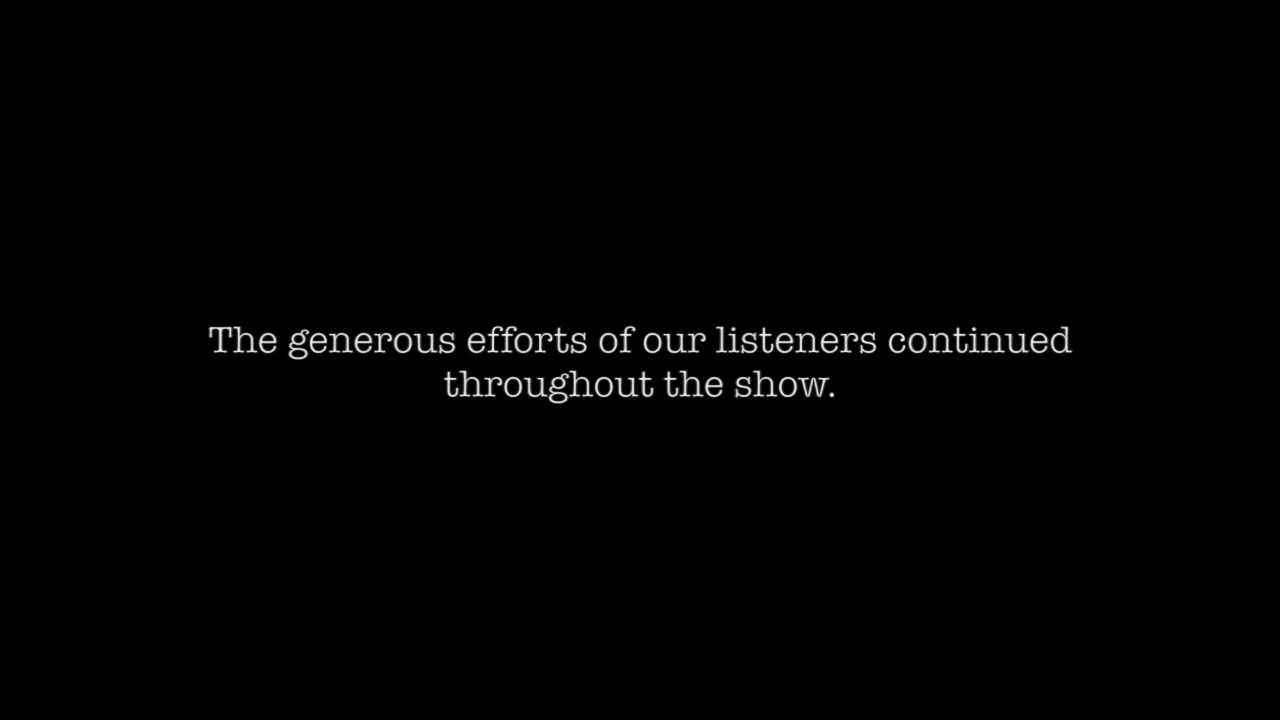 The generous efforts of our listeners continued
throughout the show.